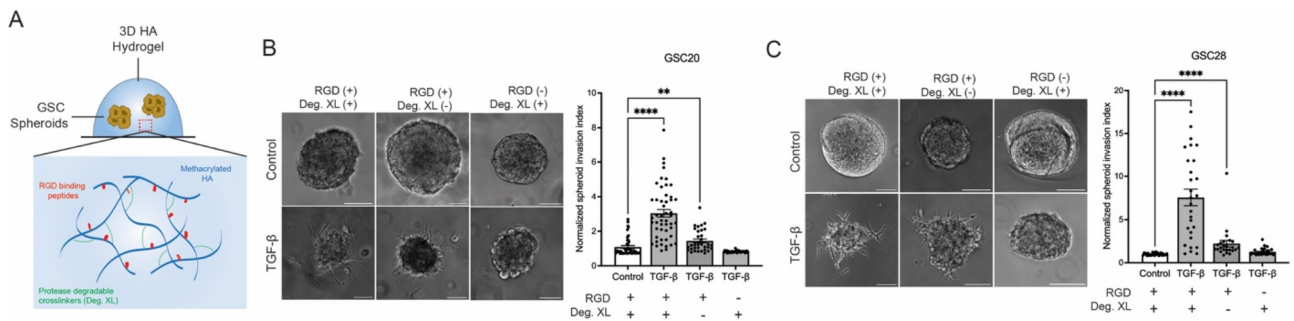 A
3D HA
Hydrogel
GSC
Spheroids
Methacrylated
HA
RGD binding
peptides
Protease degradable
crosslinkers (Deg. XL)
B
RGD (+)
Deg. XL (+)
RGD (+)
Deg. XL (-)
RGD (-)
Deg. XL (+)
Control
TGF-β
GSC20
Normalized spheroid invasion index
10
8
6
4
2
0
****
**
Control TGF-β TGF-β TGF-β
RGD + + + -
Deg. XL + + - +
C
RGD (+)
Deg. XL (+)
RGD (+)
Deg. XL (-)
RGD (-)
Deg. XL (+)
Control
TGF-β
GSC28
Normalized spheroid invasion index
20
15
10
5
0
****
****
Control TGF-β TGF-β TGF-β
RGD + + + -
Deg. XL + + - +